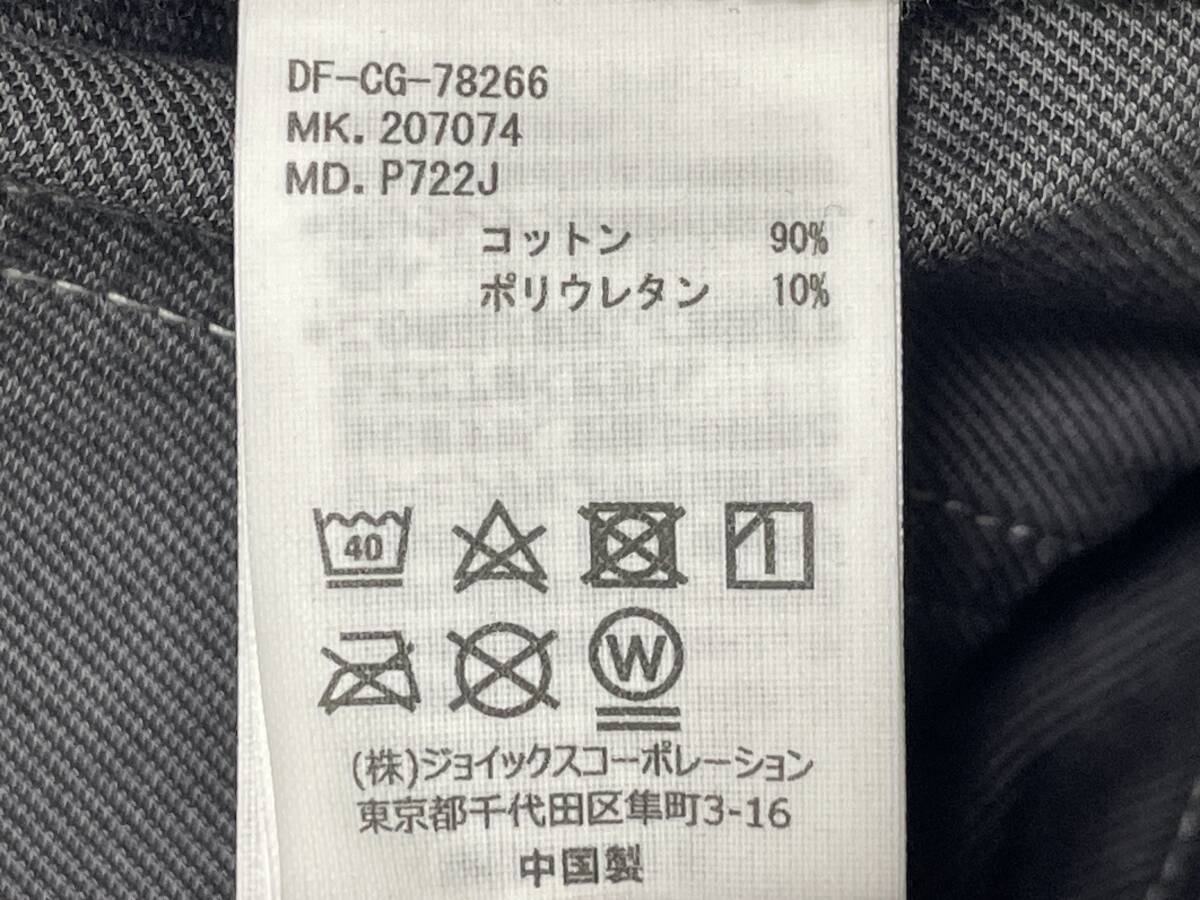 DF-CG-78266
MK. 207074
MD. P722J
コットン 90%
ポリウレタン 10%
40
W
(株)ジョイックスコーポレーション
東京都千代田区隼町3-16
中国製